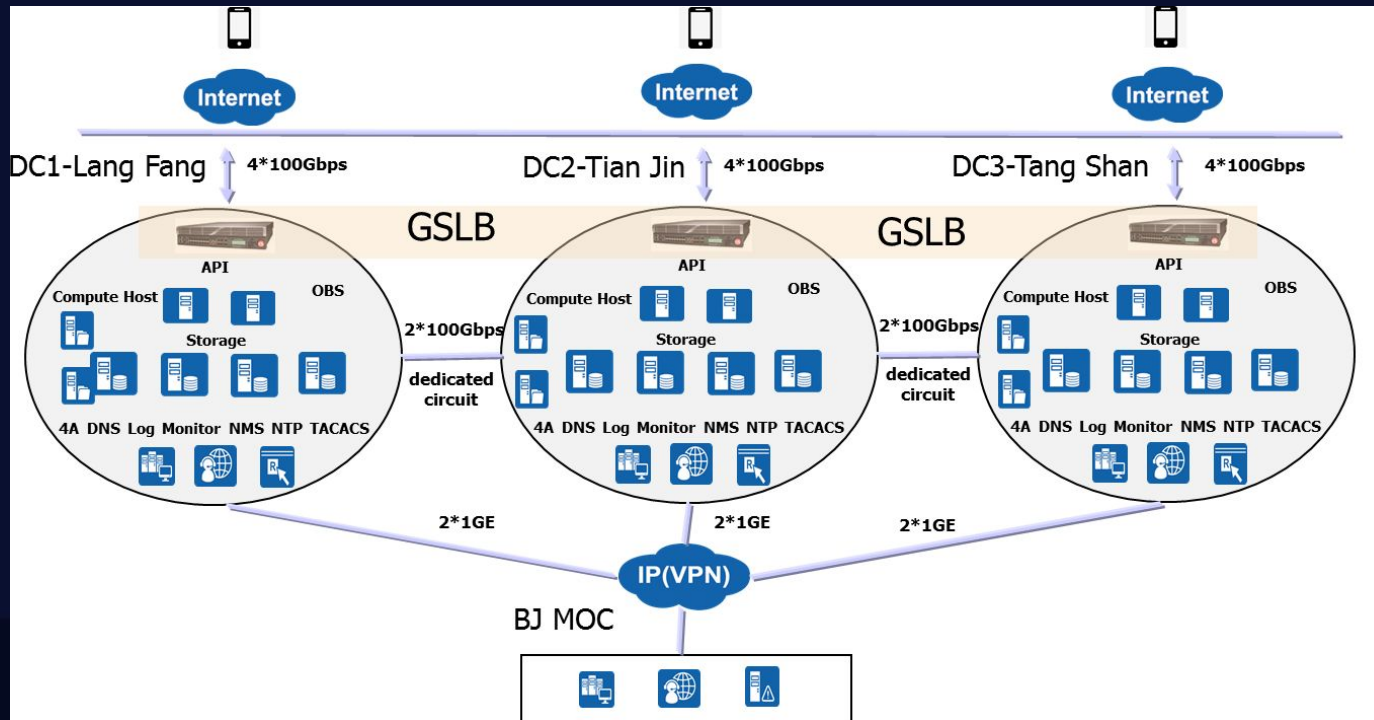 Internet
Internet
Internet
DC1-Lang Fang
4*100Gbps
DC2-Tian Jin
4*100Gbps
DC3-Tang Shan
4*100Gbps
GSLB
GSLB
API
Compute Host
OBS
Storage
4A DNS Log Monitor NMS NTP TACACS
2*100Gbps
dedicated
circuit
API
Compute Host
OBS
Storage
4A DNS Log Monitor NMS NTP TACACS
2*100Gbps
dedicated
circuit
API
Compute Host
OBS
Storage
4A DNS Log Monitor NMS NTP TACACS
2*1GE
2*1GE
2*1GE
IP(VPN)
BJ MOC